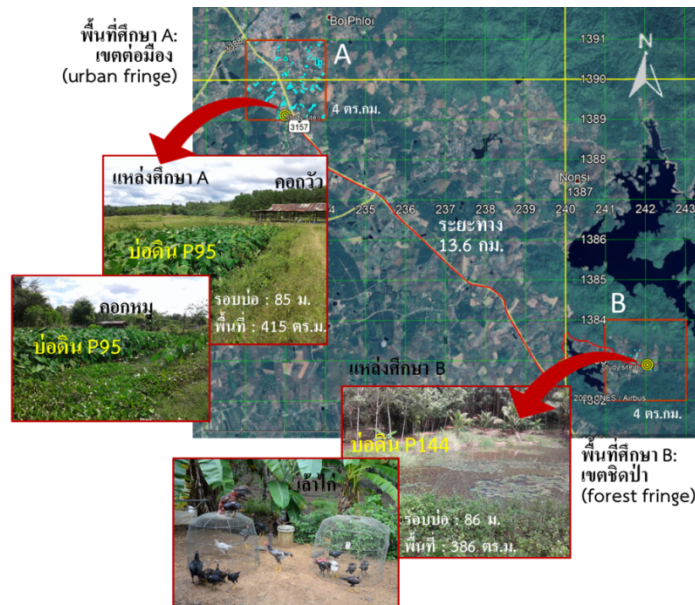 พื้นที่ศึกษา A:
เขตต่อมือง
(urban fringe)
Bo Phloi
A
N
1391
1390
1389
1388
1387
1386
1385
1384
4 ตร.กม.
3157
Nonsi
235 236 237 238 239 240 241 242 243
ระยะทาง
13.6 กม.
แหล่งศึกษา A
คอกวัว
บ่อดิน P95
รอบบ่อ : 85 ม.
พื้นที่ : 415 ตร.ม.
คอกหมู
บ่อดิน P95
B
4 ตร.กม.
แหล่งศึกษา B
บ่อดิน P144
รอบบ่อ : 86 ม.
พื้นที่ : 386 ตร.ม.
เล้าไก่
พื้นที่ศึกษา B:
เขตชิดป่า
(forest fringe)